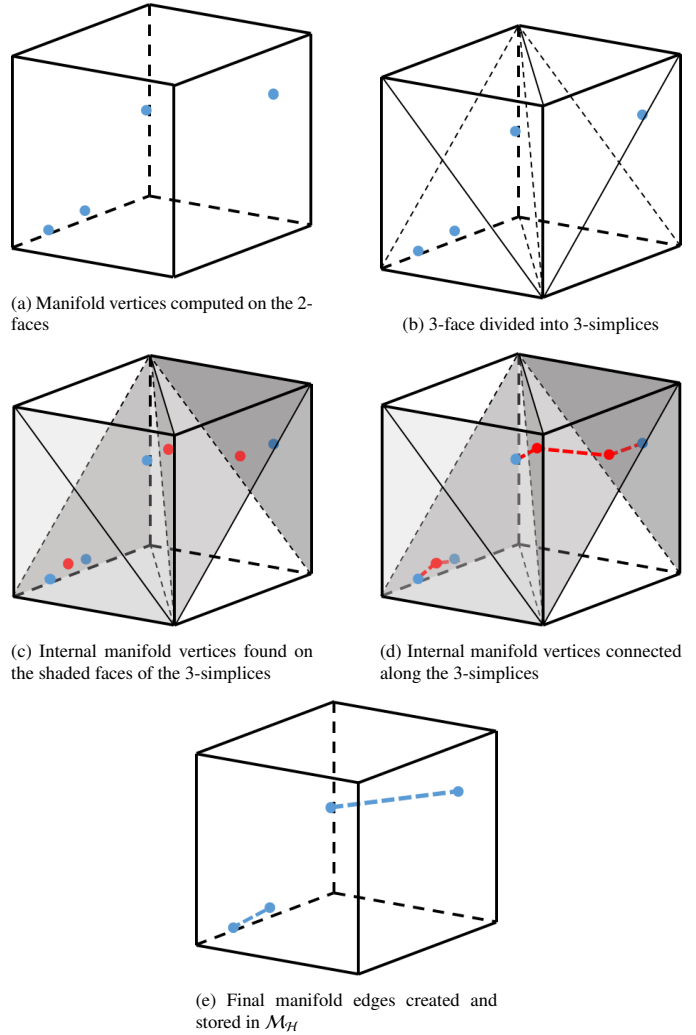 (a) Manifold vertices computed on the 2-
faces
(b) 3-face divided into 3-simplices
(c) Internal manifold vertices found on
the shaded faces of the 3-simplices
(d) Internal manifold vertices connected
along the 3-simplices
(e) Final manifold edges created and
stored in $\mathcal{M}_{\mathcal{H}}$